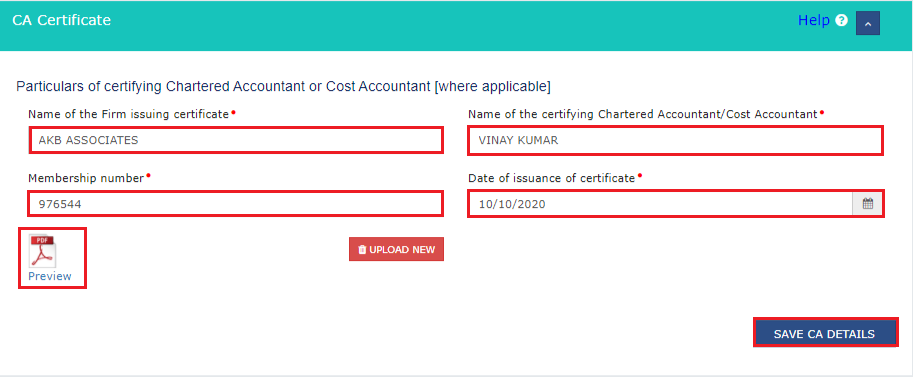 CA Certificate
Help ?
Particulars of certifying Chartered Accountant or Cost Accountant [where applicable]
Name of the Firm issuing certificate•
Name of the certifying Chartered Accountant/Cost Accountant•
AKB ASSOCIATES
VINAY KUMAR
Membership number•
Date of issuance of certificate•
976544
10/10/2020
PDF
Preview
UPLOAD NEW
SAVE CA DETAILS